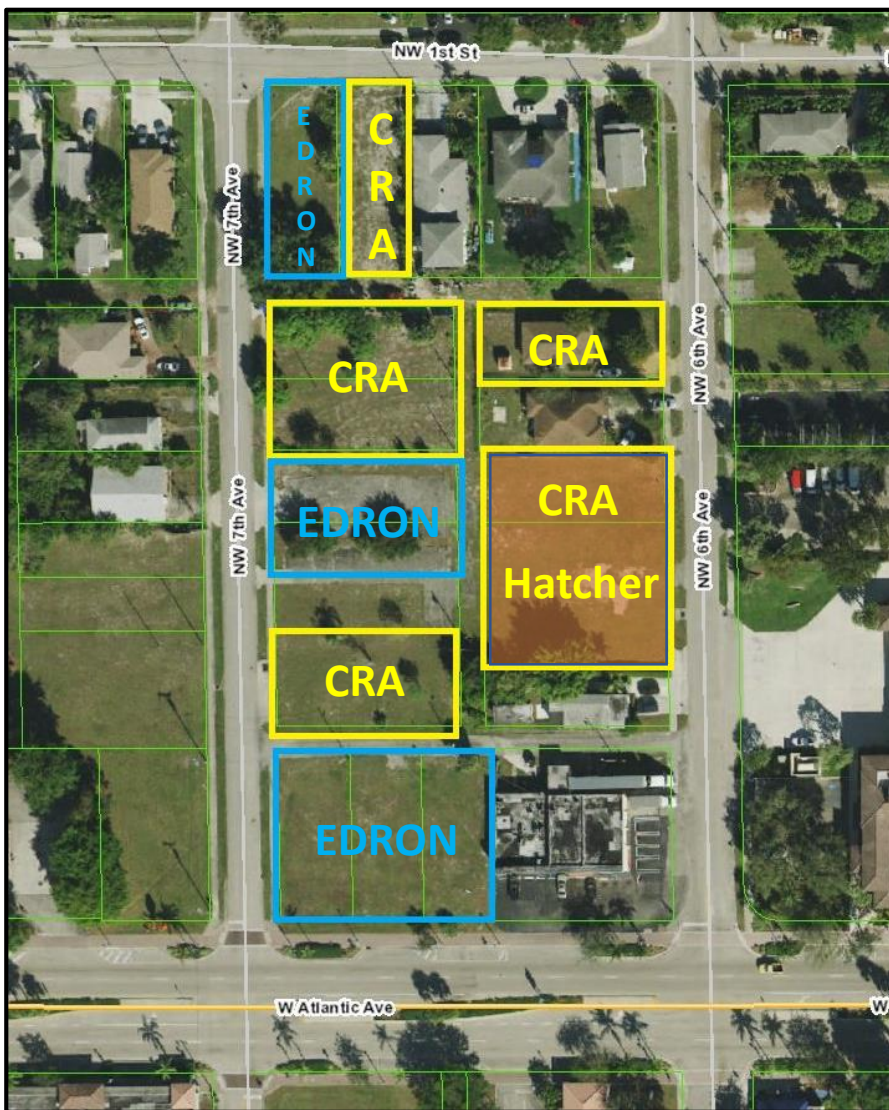 NW 1st St
E
D
R
O
N
C
R
A
NW 7th Ave
CRA
CRA
NW 6th Ave
EDRON
CRA
Hatcher
NW 7th Ave
NW 6th Ave
CRA
EDRON
W Atlantic Ave
W